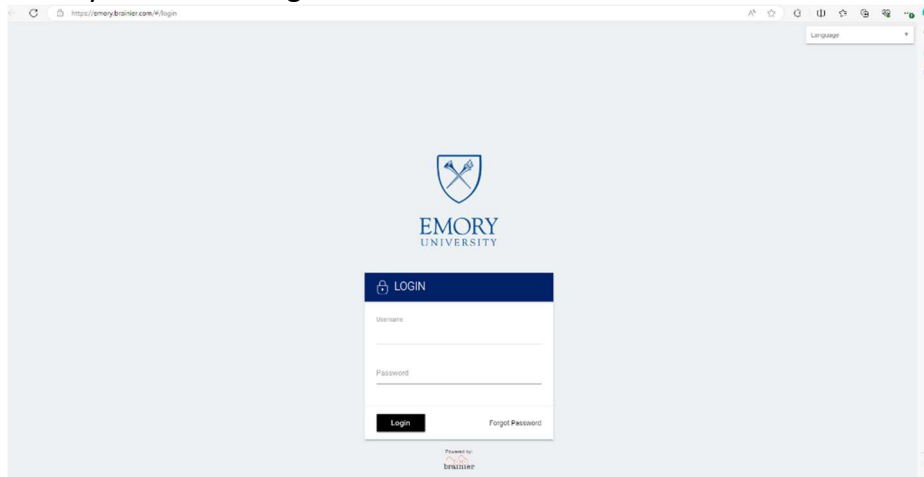 https://emory.brainier.com/#/login
Language
EMORY
UNIVERSITY
LOGIN
Username
Password
Login
Forgot Password
Powered by:
brainier